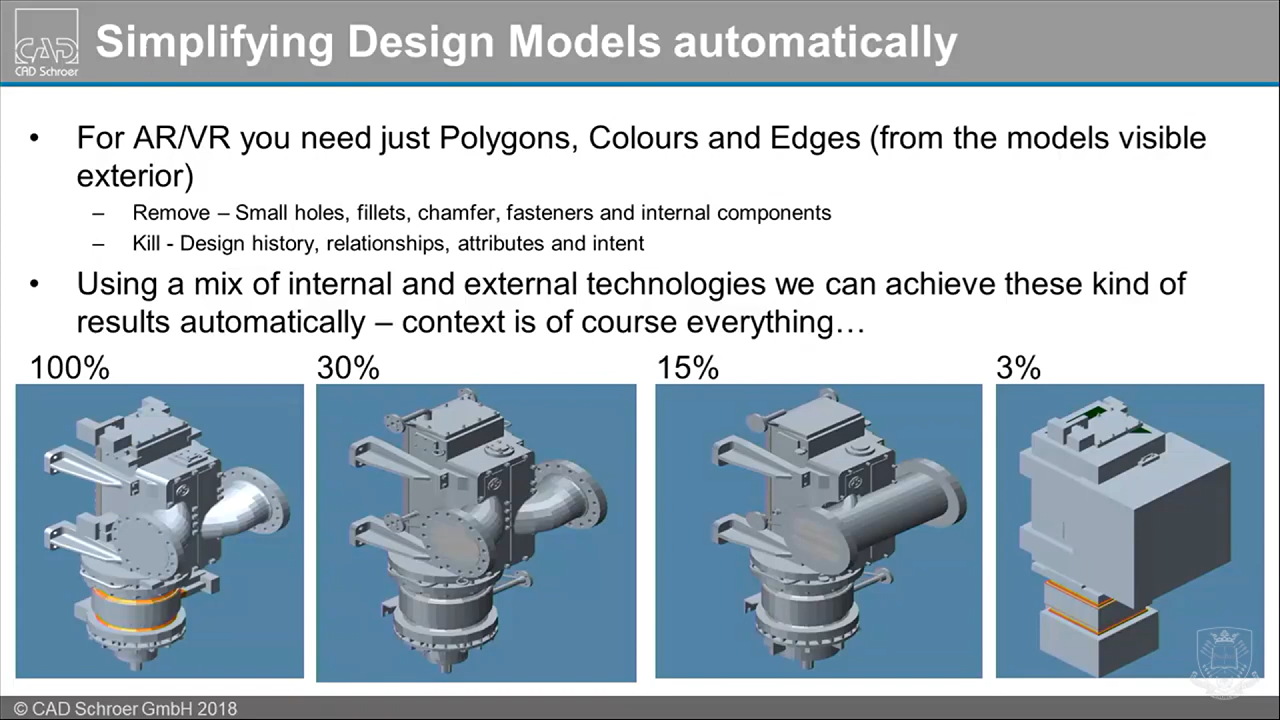 CAD
CAD Schroer
Simplifying Design Models automatically
• For AR/VR you need just Polygons, Colours and Edges (from the models visible
exterior)
– Remove – Small holes, fillets, chamfer, fasteners and internal components
– Kill - Design history, relationships, attributes and intent
• Using a mix of internal and external technologies we can achieve these kind of
results automatically – context is of course everything…
100% 30% 15% 3%
© CAD Schroer GmbH 2018